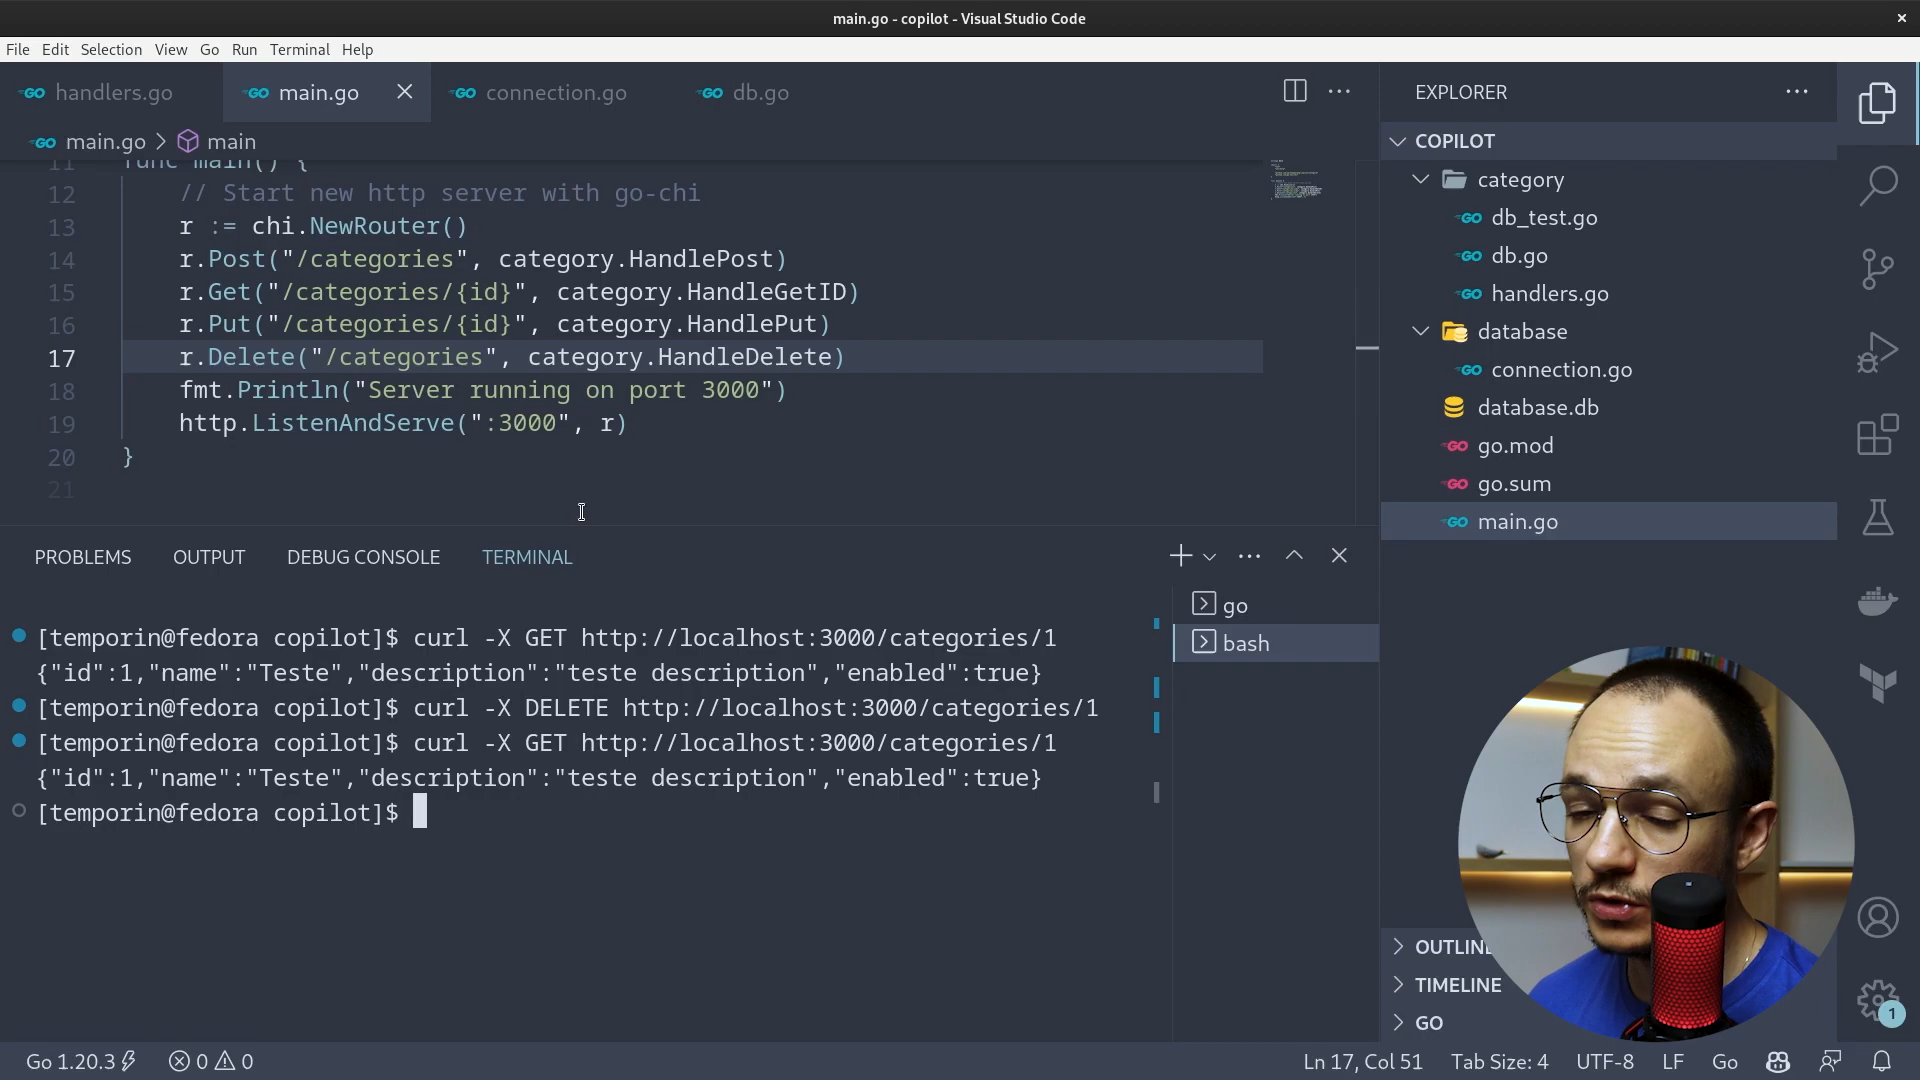 main.go - copilot - Visual Studio Code
File Edit Selection View Go Run Terminal Help
handlers.go main.go connection.go db.go
main.go > main
11 func main() {
12 // Start new http server with go-chi
13 r := chi.NewRouter()
14 r.Post("/categories", category.HandlePost)
15 r.Get("/categories/{id}", category.HandleGetID)
16 r.Put("/categories/{id}", category.HandlePut)
17 r.Delete("/categories", category.HandleDelete)
18 fmt.Println("Server running on port 3000")
19 http.ListenAndServe(":3000", r)
20 }
21
PROBLEMS OUTPUT DEBUG CONSOLE TERMINAL
[temporin@fedora copilot]$ curl -X GET http://localhost:3000/categories/1
{"id":1,"name":"Teste","description":"teste description","enabled":true}
[temporin@fedora copilot]$ curl -X DELETE http://localhost:3000/categories/1
[temporin@fedora copilot]$ curl -X GET http://localhost:3000/categories/1
{"id":1,"name":"Teste","description":"teste description","enabled":true}
[temporin@fedora copilot]$
go
bash
EXPLORER
COPILOT
category
db_test.go
db.go
handlers.go
database
connection.go
database.db
go.mod
go.sum
main.go
OUTLINE
TIMELINE
GO
1
Go 1.20.3 0 0 Ln 17, Col 51 Tab Size: 4 UTF-8 LF Go